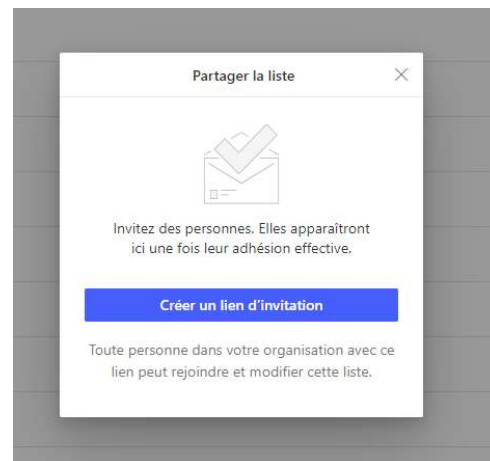 Partager la liste
Invitez des personnes. Elles apparaîtront
ici une fois leur adhésion effective.
Créer un lien d’invitation
Toute personne dans votre organisation avec ce
lien peut rejoindre et modifier cette liste.